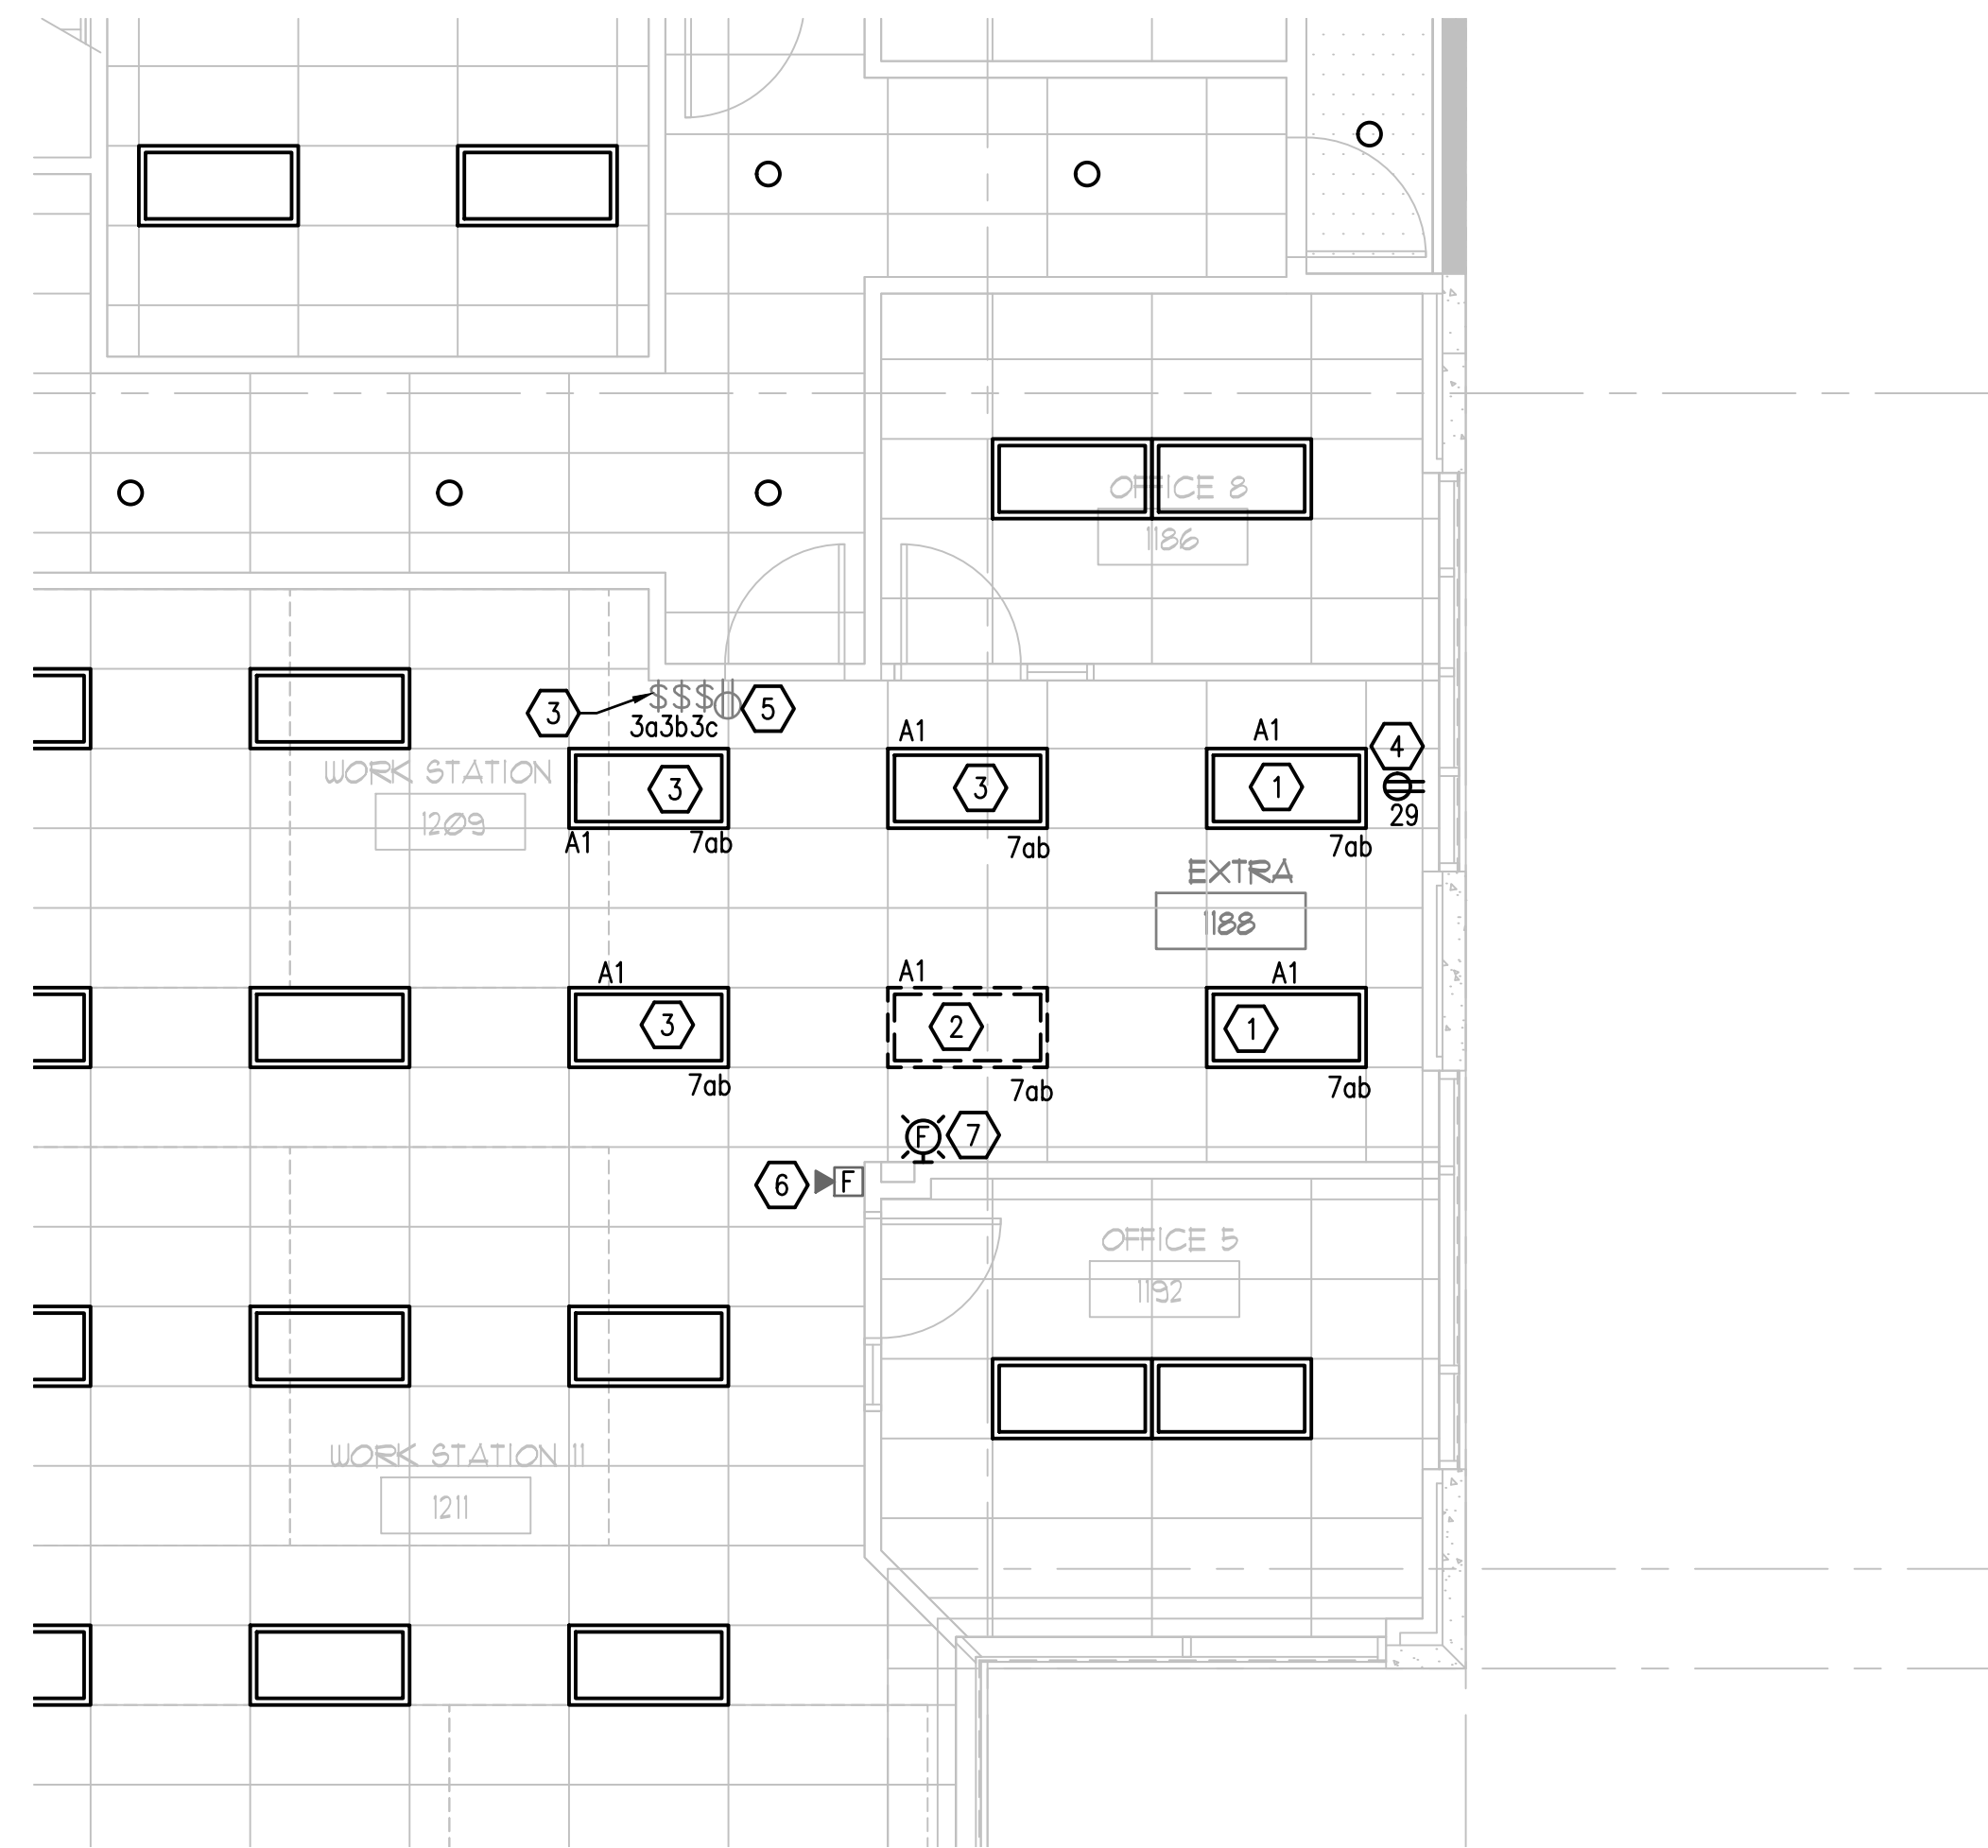 OFFICE 8
1186
3
$$$
5
3a3b3c
A1
A1
4
WORK STATION
1209
3
3
1
29
A1
7ab
7ab
7ab
EXTRA
1188
A1
A1
A1
3
2
1
7ab
7ab
7ab
F
7
6
F
OFFICE 5
1192
WORK STATION 11
1211